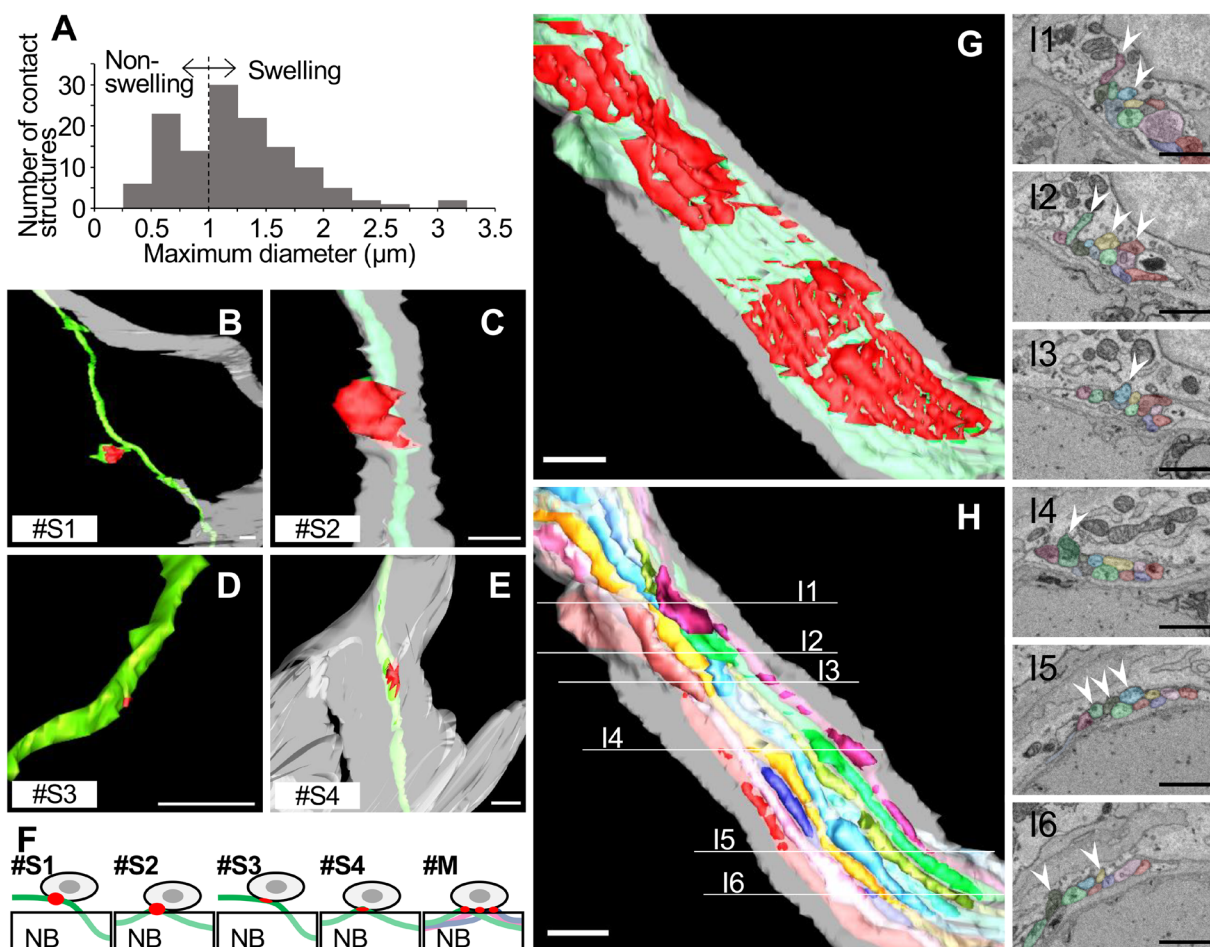 A
Number of contact
structures
Non-
swelling
Swelling
30
20
10
0
0 0.5 1 1.5 2 2.5 3 3.5
Maximum diameter (μm)
B
#S1
C
#S2
D
#S3
E
#S4
F
#S1 #S2 #S3 #S4 #M
NB NB NB NB NB
G
H
I1
I2
I3
I4
I5
I6
I1
I2
I3
I4
I5
I6